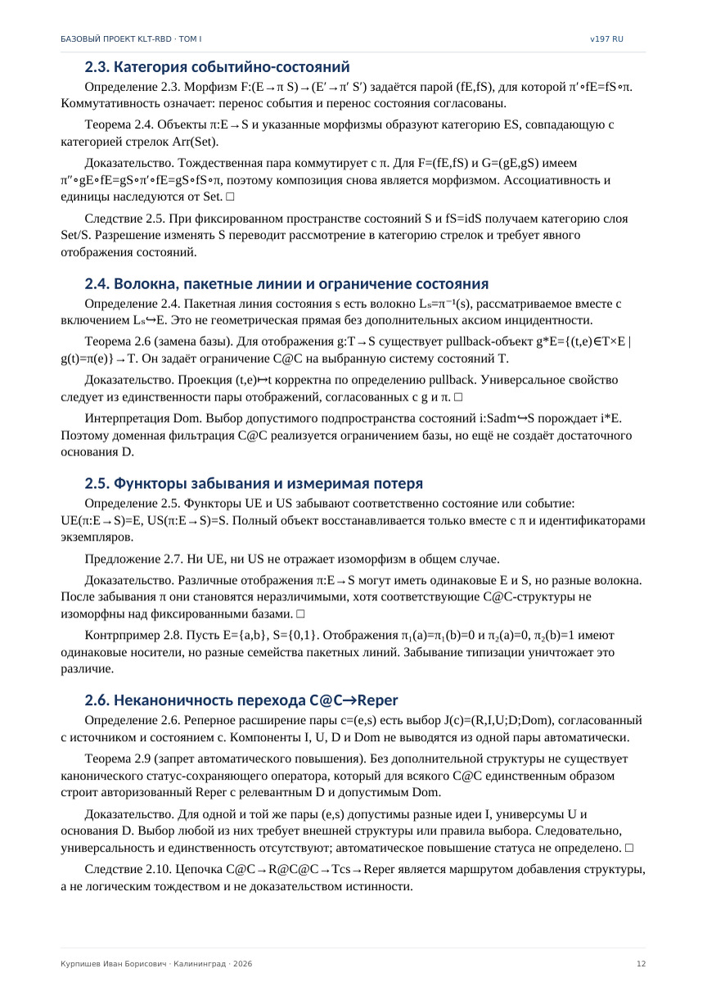 БАЗОВЫЙ ПРОЕКТ KLT-RBD · ТОМ I
v197 RU
2.3. Категория событийно-состояний
Определение 2.3. Морфизм F:(E→π S)→(E′→π′ S′) задаётся парой (fE,fS), для которой π′∘fE=fS∘π.
Коммутативность означает: перенос события и перенос состояния согласованы.
Теорема 2.4. Объекты π:E→S и указанные морфизмы образуют категорию ES, совпадающую с
категорией стрелок Arr(Set).
Доказательство. Тождественная пара коммутирует с π. Для F=(fE,fS) и G=(gE,gS) имеем
π″∘gE∘fE=gS∘π′∘fE=gS∘fS∘π, поэтому композиция снова является морфизмом. Ассоциативность и
единицы наследуются от Set. □
Следствие 2.5. При фиксированном пространстве состояний S и fS=idS получаем категорию слоя
Set/S. Разрешение изменять S переводит рассмотрение в категорию стрелок и требует явного
отображения состояний.
2.4. Волокна, пакетные линии и ограничение состояния
Определение 2.4. Пакетная линия состояния s есть волокно Lₛ=π⁻¹(s), рассматриваемое вместе с
включением Lₛ↪E. Это не геометрическая прямая без дополнительных аксиом инцидентности.
Теорема 2.6 (замена базы). Для отображения g:T→S существует pullback-объект g*E={(t,e)∈T×E |
g(t)=π(e)}→T. Он задаёт ограничение C@C на выбранную систему состояний T.
Доказательство. Проекция (t,e)↦t корректна по определению pullback. Универсальное свойство
следует из единственности пары отображений, согласованных с g и π. □
Интерпретация Dom. Выбор допустимого подпространства состояний i:Sadm↪S порождает i*E.
Поэтому доменная фильтрация C@C реализуется ограничением базы, но ещё не создаёт достаточного
основания D.
2.5. Функторы забывания и измеримая потеря
Определение 2.5. Функторы UE и US забывают соответственно состояние или событие:
UE(π:E→S)=E, US(π:E→S)=S. Полный объект восстанавливается только вместе с π и идентификаторами
экземпляров.
Предложение 2.7. Ни UE, ни US не отражает изоморфизм в общем случае.
Доказательство. Различные отображения π:E→S могут иметь одинаковые E и S, но разные волокна.
После забывания π они становятся неразличимыми, хотя соответствующие C@C-структуры не
изоморфны над фиксированными базами. □
Контрпример 2.8. Пусть E={a,b}, S={0,1}. Отображения π₁(a)=π₁(b)=0 и π₂(a)=0, π₂(b)=1 имеют
одинаковые носители, но разные семейства пакетных линий. Забывание типизации уничтожает это
различие.
2.6. Неканоничность перехода C@C→Reper
Определение 2.6. Реперное расширение пары c=(e,s) есть выбор J(c)=(R,I,U;D;Dom), согласованный
с источником и состоянием c. Компоненты I, U, D и Dom не выводятся из одной пары автоматически.
Теорема 2.9 (запрет автоматического повышения). Без дополнительной структуры не существует
канонического статус-сохраняющего оператора, который для всякого C@C единственным образом
строит авторизованный Reper с релевантным D и допустимым Dom.
Доказательство. Для одной и той же пары (e,s) допустимы разные идеи I, универсумы U и
основания D. Выбор любой из них требует внешней структуры или правила выбора. Следовательно,
универсальность и единственность отсутствуют; автоматическое повышение статуса не определено. □
Следствие 2.10. Цепочка C@C→R@C@C→Tcs→Reper является маршрутом добавления структуры,
а не логическим тождеством и не доказательством истинности.
Курпишев Иван Борисович · Калининград · 2026
12